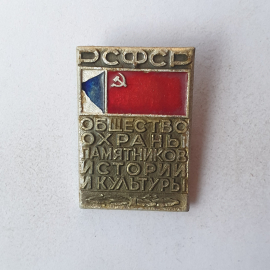 РСФСР
ОБЩЕСТВО
ОХРАНЫ
ПАМЯТНИКОВ
ИСТОРИИ
И КУЛЬТУРЫ